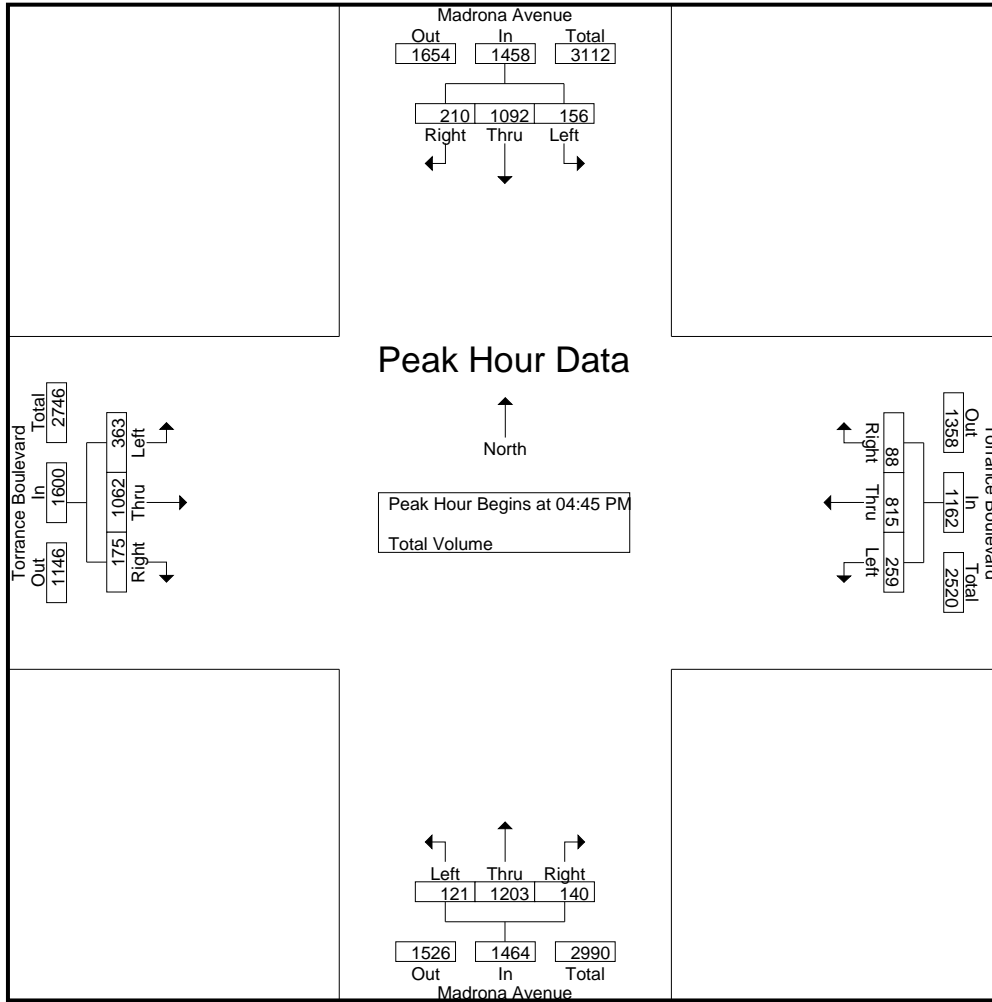 Madrona Avenue
Out In Total
1654 1458 3112
210 1092 156
Right Thru Left
Peak Hour Data
North
Peak Hour Begins at 04:45 PM
Total Volume
Torrance Boulevard
Total In Out
2746 1600 1146
363 1062 175
Left Thru Right
Torrance Boulevard
Out In Total
1358 1162 2520
88 815 259
Right Thru Left
Left Thru Right
121 1203 140
1526 1464 2990
Out In Total
Madrona Avenue